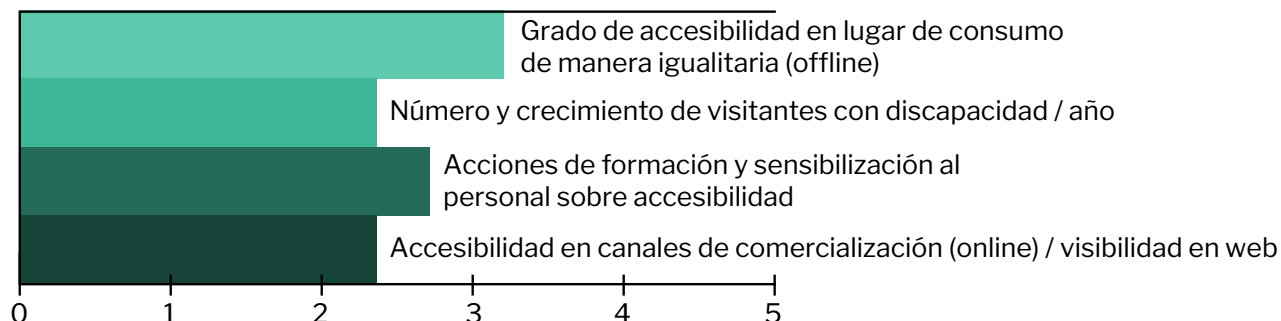 Grado de accesibilidad en lugar de consumo
de manera igualitaria (offline)
Número y crecimiento de visitantes con discapacidad / año
Acciones de formación y sensibilización al
personal sobre accesibilidad
Accesibilidad en canales de comercialización (online) / visibilidad en web
0 1 2 3 4 5